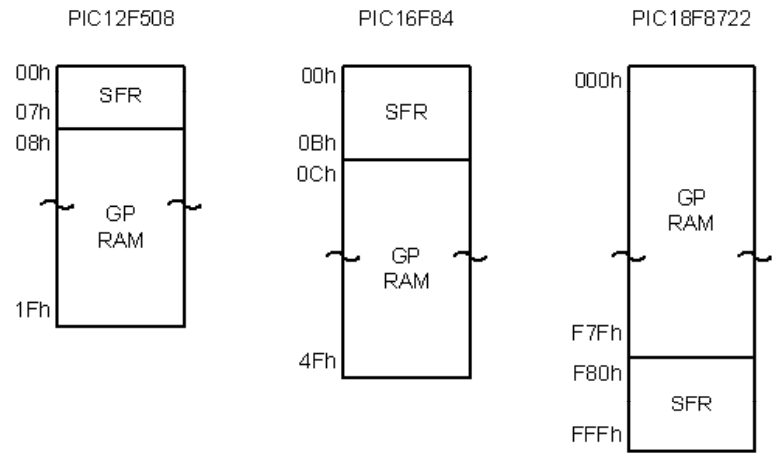 PIC12F508
00h
SFR
07h
08h
GP
RAM
1Fh
PIC16F84
00h
SFR
0Bh
0Ch
GP
RAM
4Fh
PIC18F8722
000h
GP
RAM
F7Fh
F80h
SFR
FFFh